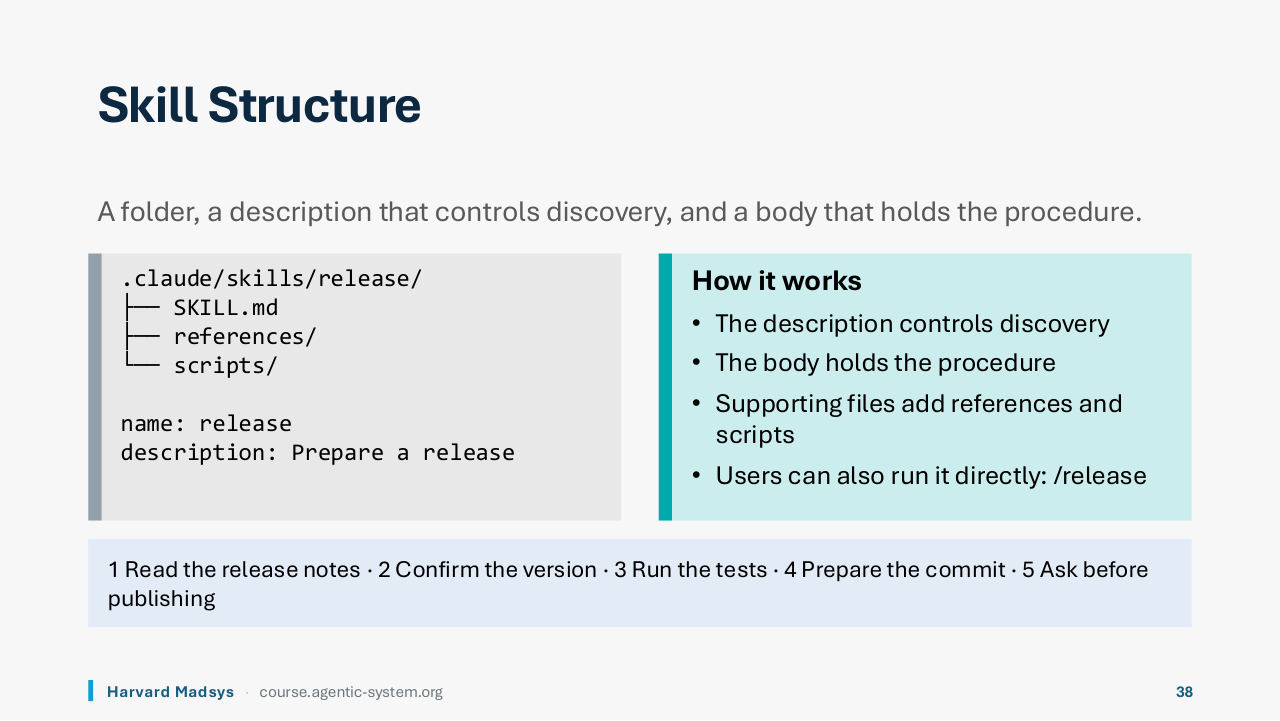 Skill Structure
A folder, a description that controls discovery, and a body that holds the procedure.
.claude/skills/release/
├── SKILL.md
├── references/
└── scripts/
name: release
description: Prepare a release
How it works
• The description controls discovery
• The body holds the procedure
• Supporting files add references and
scripts
• Users can also run it directly: /release
1 Read the release notes · 2 Confirm the version · 3 Run the tests · 4 Prepare the commit · 5 Ask before
publishing
Harvard Madsys · course.agentic-system.org
38